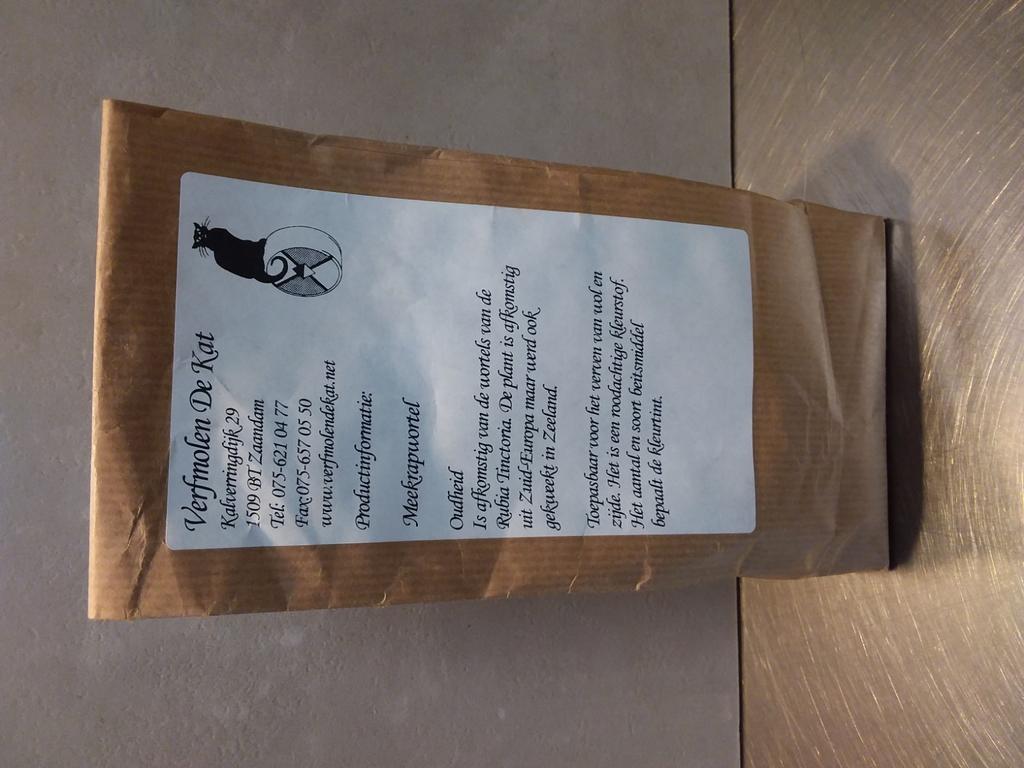 Verfmolen De Kat
Kalverringdijk 29
1509 BT Zaandam
Tel: 075-621 04 77
Fax: 075-657 05 50
www.verfmolendekat.net
Productinformatie:
Meekrapwortel
Oudheid
Is afkomstig van de wortels van de
Rubia Tinctoria. De plant is afkomstig
uit Zuid-Europa maar werd ook
gekweekt in Zeeland.
Toepasbaar voor het verven van wol en
zijde. Het is een roodachtige kleurstof.
Het aantal en soort beitsmiddel
bepaalt de kleurtint.